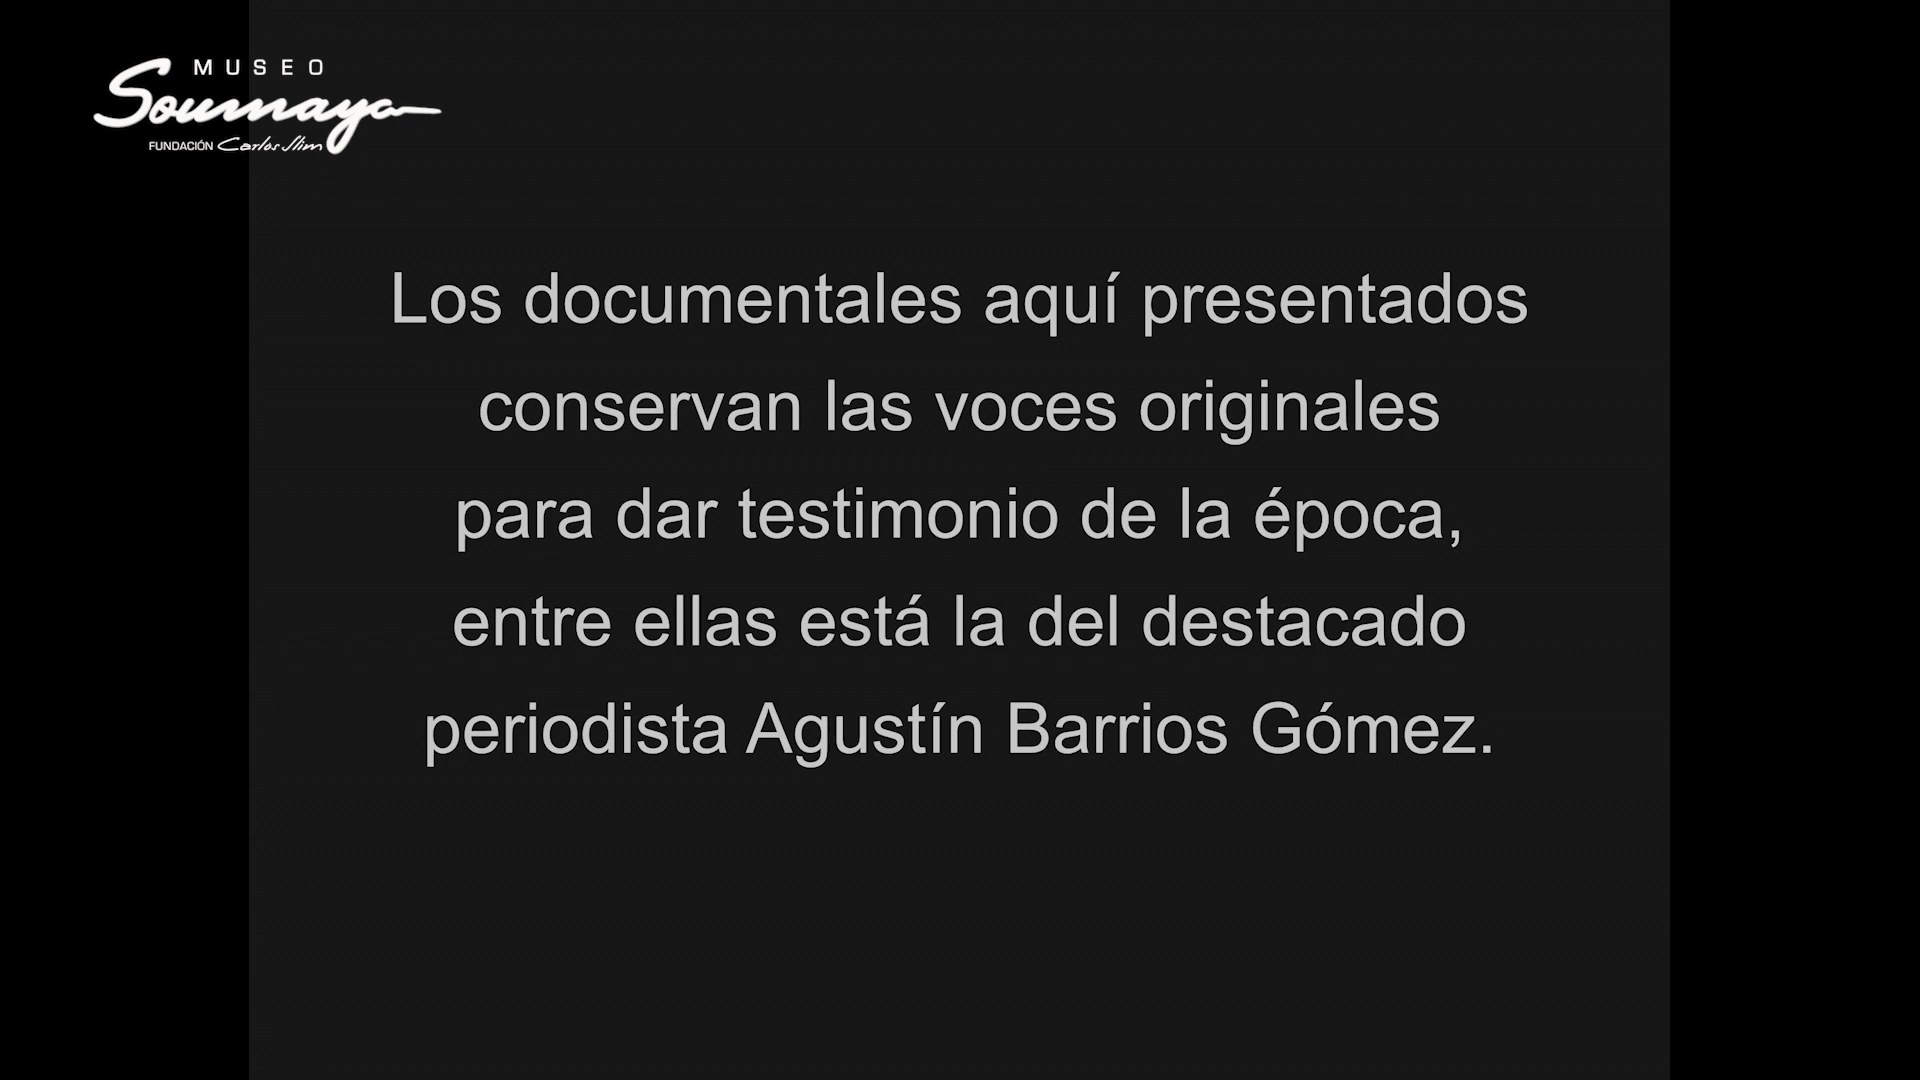 MUSEO
Soumaya
FUNDACIÓN Carlos Slim
Los documentales aquí presentados
conservan las voces originales
para dar testimonio de la época,
entre ellas está la del destacado
periodista Agustín Barrios Gómez.